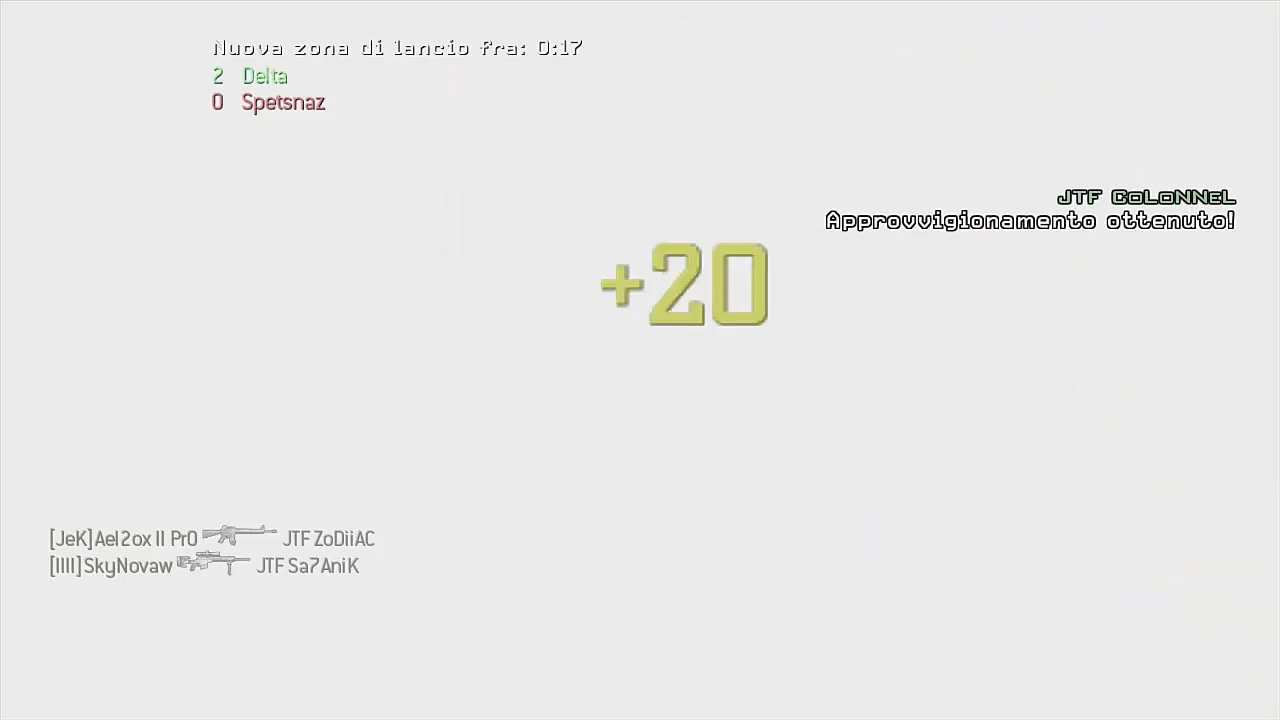 Nuova zona di lancio fra: 0:17
2 Delta
0 Spetsnaz
JTF CoLoNNeL
Approvvigionamento ottenuto!
+20
[JeK]Ael2ox II Pr0 JTF ZoDiiAC
[IIII]SkyNovaw JTF Sa7AniK